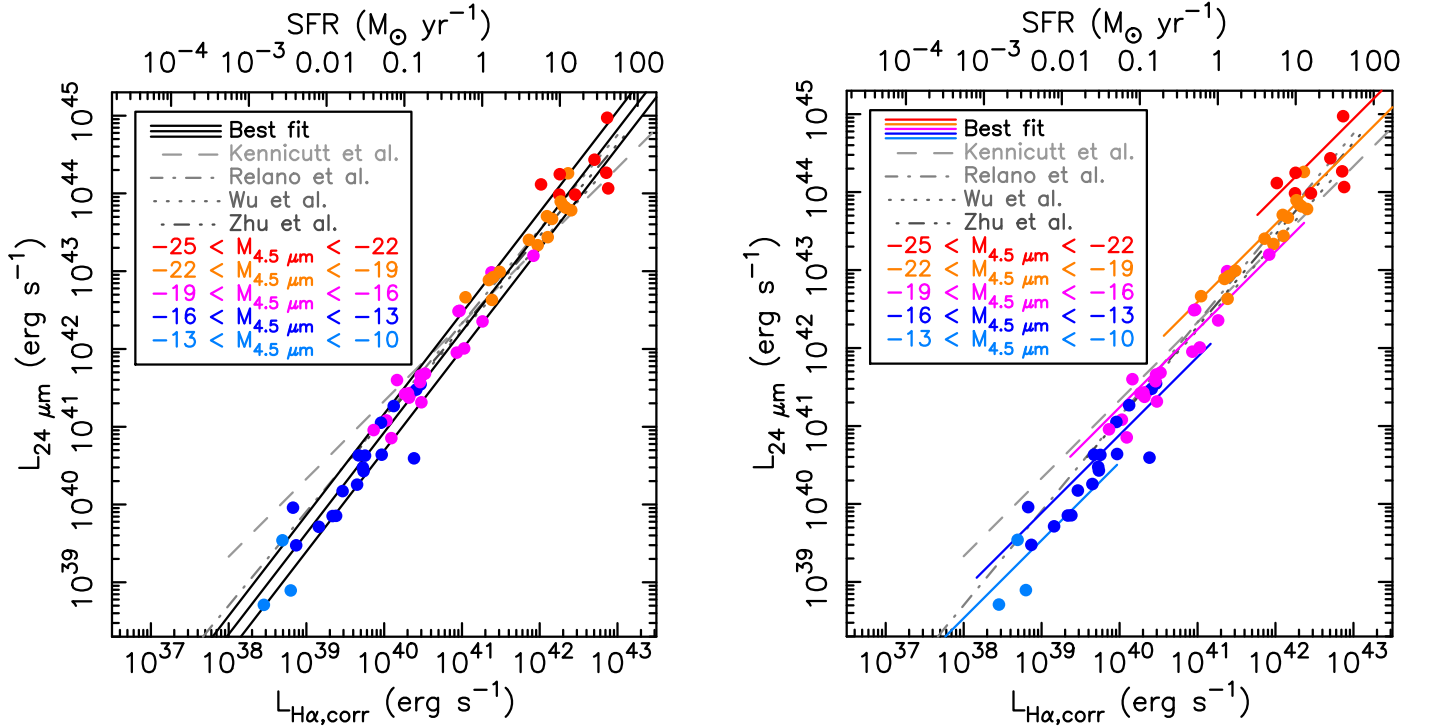 SFR (M⊙ yr⁻¹)
10⁻⁴ 10⁻³ 0.01 0.1 1 10 100
L24 μm (erg s⁻¹)
10⁴⁵
10⁴⁴
10⁴³
10⁴²
10⁴¹
10⁴⁰
10³⁹
Best fit
Kennicutt et al.
Relano et al.
Wu et al.
Zhu et al.
−25 < M4.5 μm < −22
−22 < M4.5 μm < −19
−19 < M4.5 μm < −16
−16 < M4.5 μm < −13
−13 < M4.5 μm < −10
10³⁷ 10³⁸ 10³⁹ 10⁴⁰ 10⁴¹ 10⁴² 10⁴³
LHα,corr (erg s⁻¹)
SFR (M⊙ yr⁻¹)
10⁻⁴ 10⁻³ 0.01 0.1 1 10 100
L24 μm (erg s⁻¹)
10⁴⁵
10⁴⁴
10⁴³
10⁴²
10⁴¹
10⁴⁰
10³⁹
Best fit
Kennicutt et al.
Relano et al.
Wu et al.
Zhu et al.
−25 < M4.5 μm < −22
−22 < M4.5 μm < −19
−19 < M4.5 μm < −16
−16 < M4.5 μm < −13
−13 < M4.5 μm < −10
10³⁷ 10³⁸ 10³⁹ 10⁴⁰ 10⁴¹ 10⁴² 10⁴³
LHα,corr (erg s⁻¹)